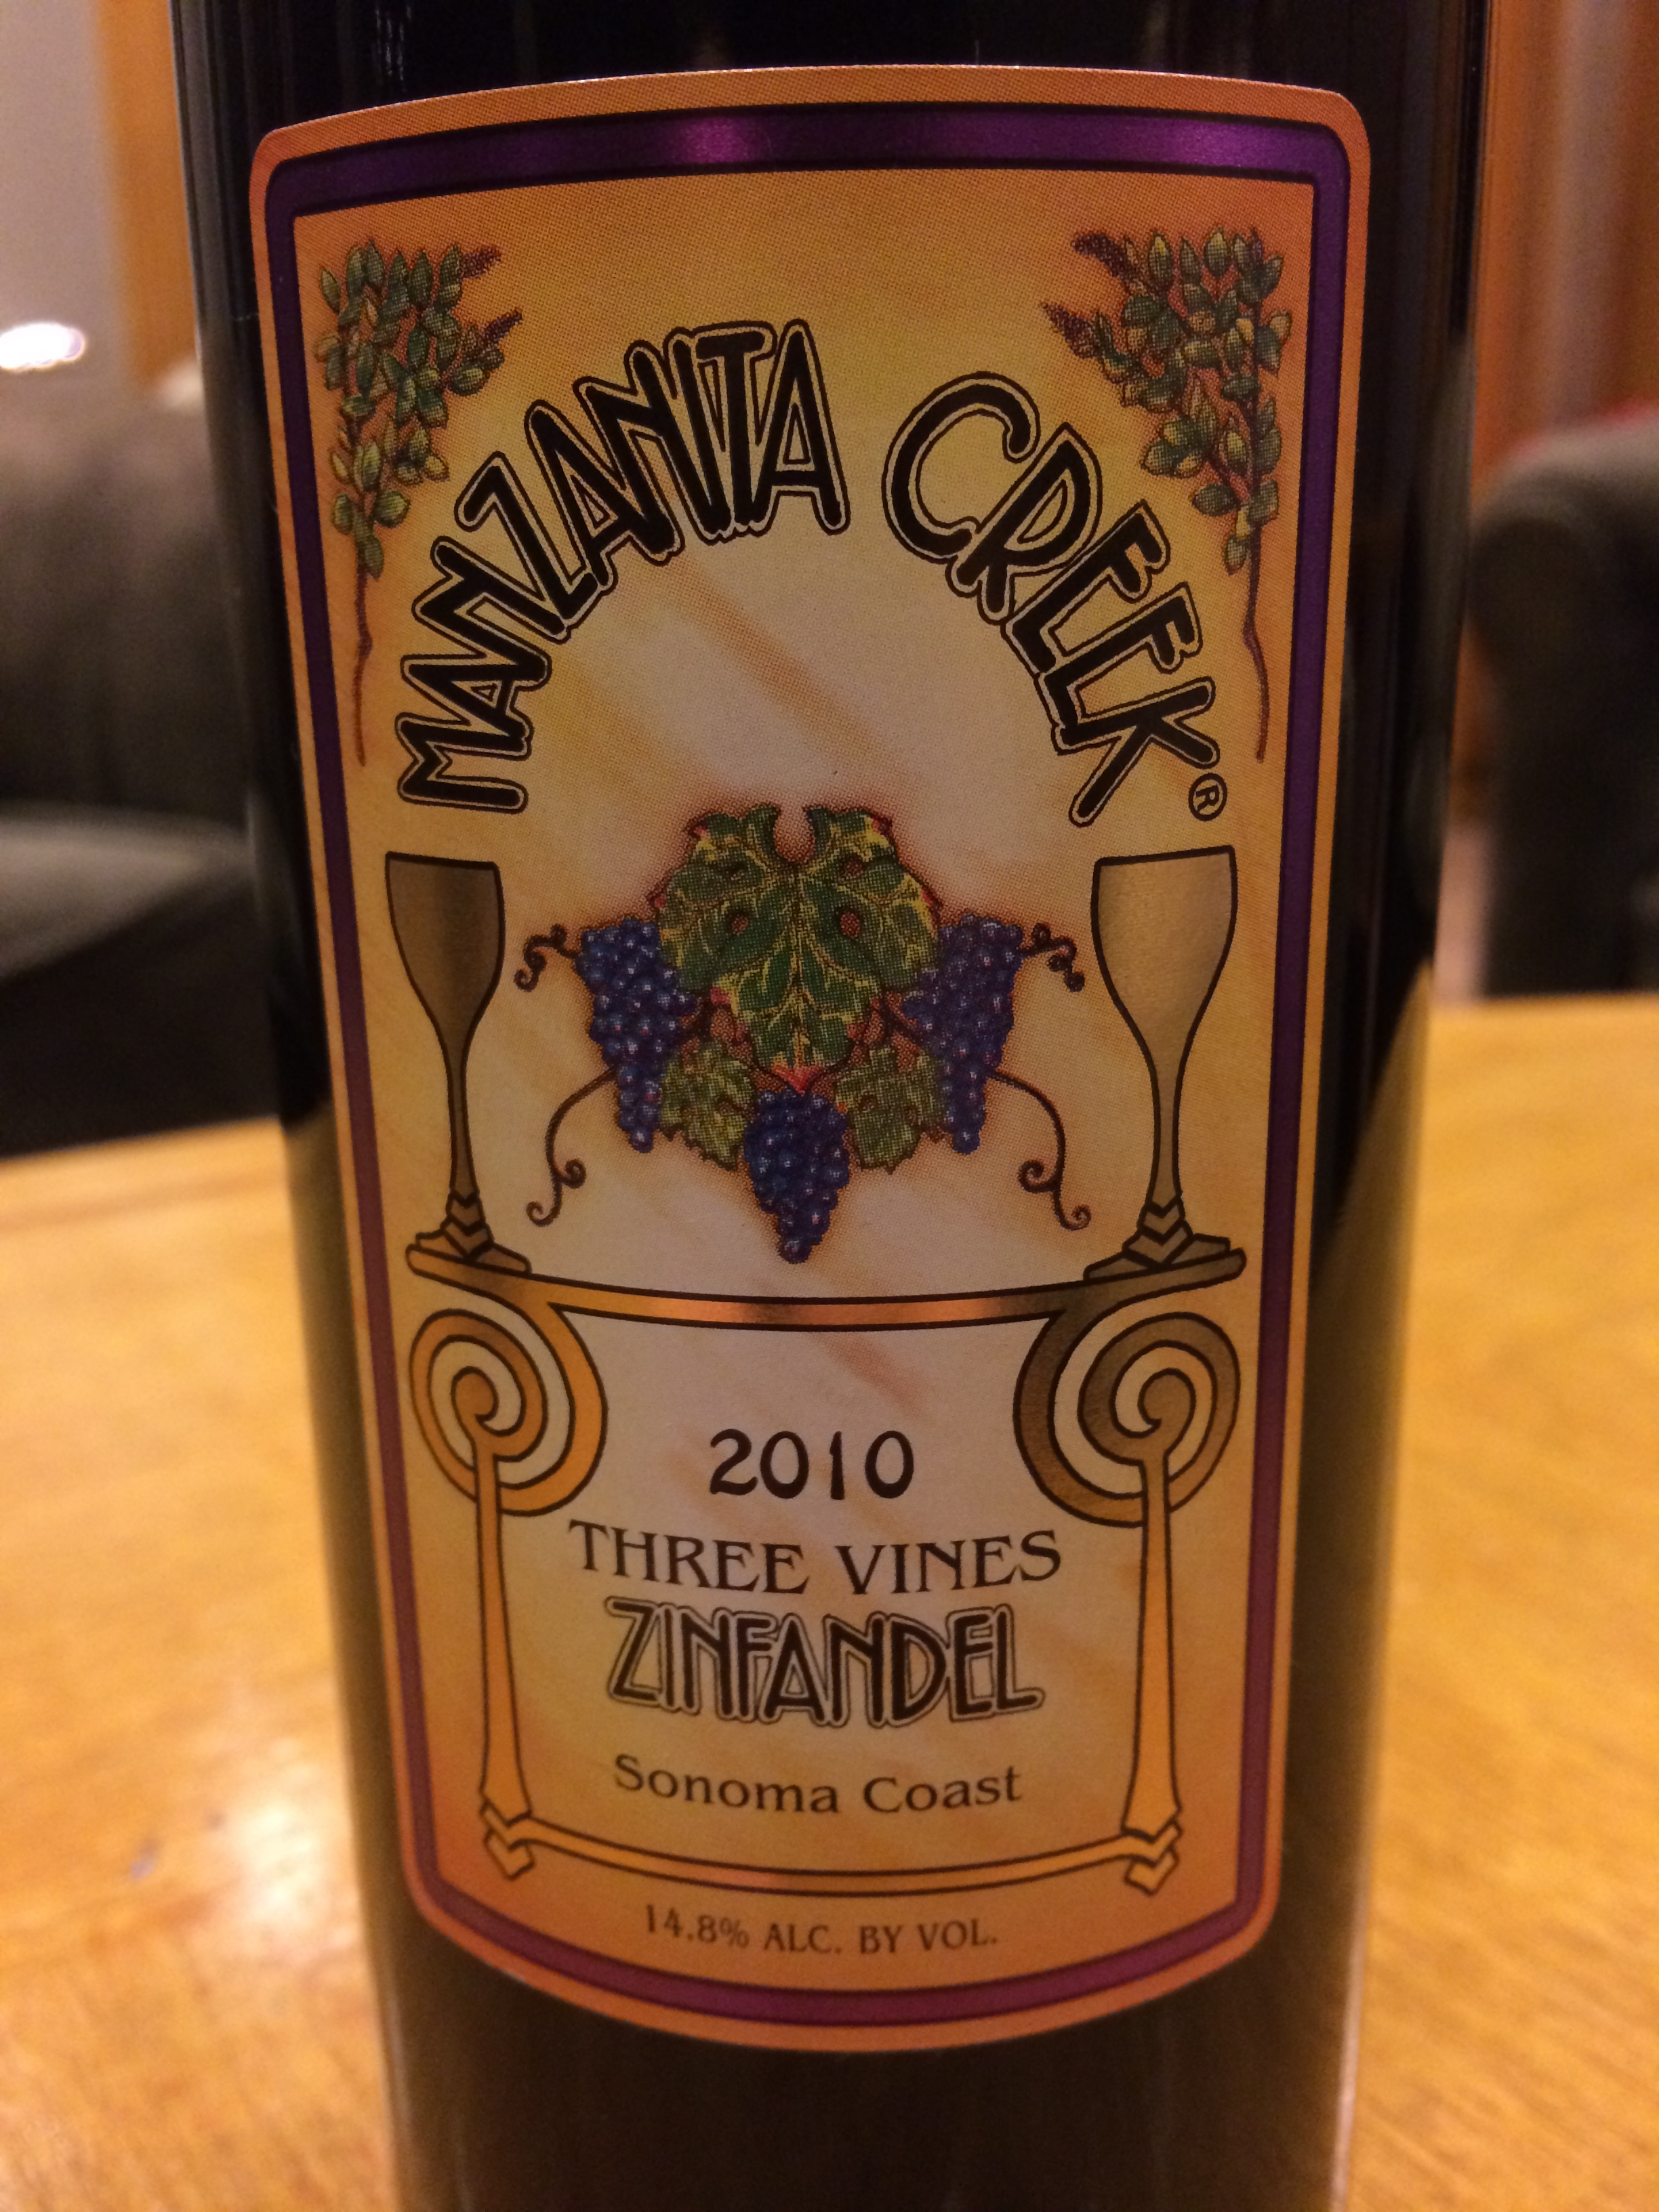 MANZANITA CREEK®
2010
THREE VINES
ZINFANDEL
Sonoma Coast
14.8% ALC. BY VOL.